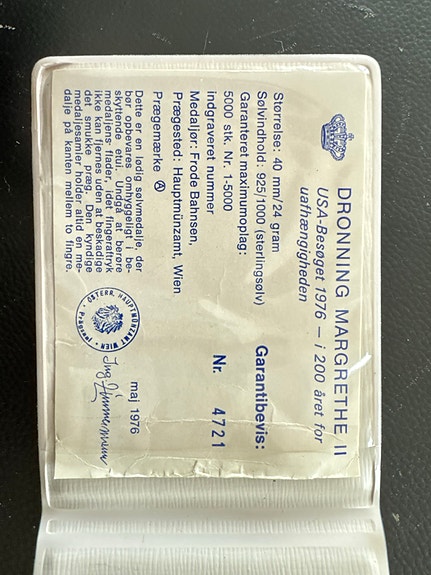 DRONNING MARGRETHE II
USA-Besøget 1976 – i 200 året for
uafhængigheden
Størrelse: 40 mm/24 gram
Sølvindhold: 925/1000 (sterlingsølv)
Garanteret maximumoplag:
5000 stk. Nr. 1-5000
indgraveret nummer
Medaljør: Frode Bahnsen,
Prægested: Hauptmünzamt, Wien
Prægemærke Ⓐ
Garantibevis:
Nr. 4721
Dette er en lødig sølvmedalje, der
bør opbevares omhyggeligt i be-
skyttende etui. Undgå at berøre
medaljens flader, idet fingeraftryk
ikke kan fjernes uden at beskadige
det smukke præg. Den kyndige
medaljesamler holder altid en me-
dalje på kanten mellem to fingre.
maj 1976
ÖSTERR. HAUPTMÜNZAMT WIEN